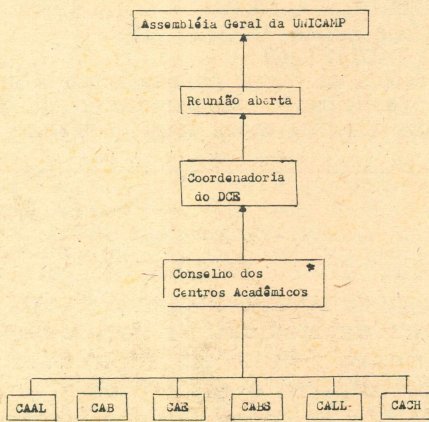 Assembléia Geral da UNICAMP
Reunião aberta
Coordenadoria
do DCE
Conselho dos *
Centros Acadêmicos
CAAL CAB CAE CABS CALL CACH